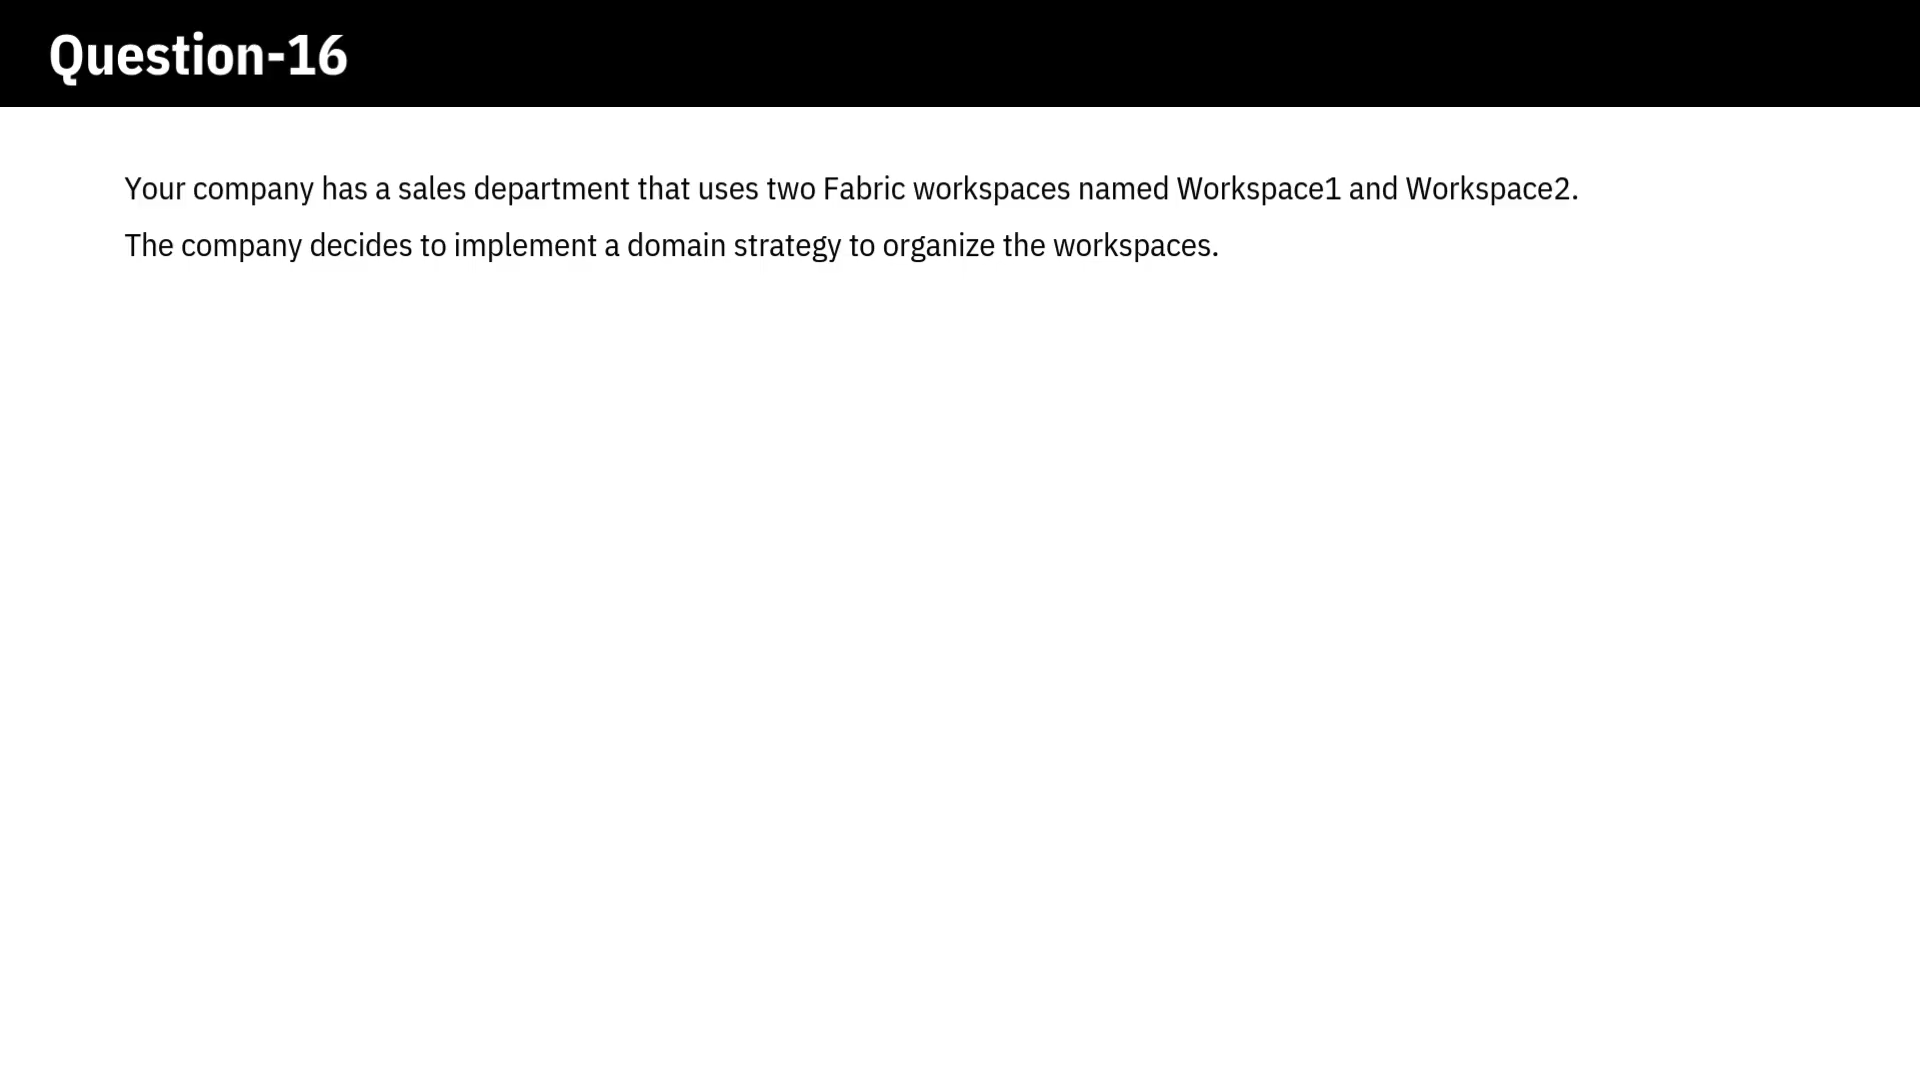 Question-16
Your company has a sales department that uses two Fabric workspaces named Workspace1 and Workspace2.
The company decides to implement a domain strategy to organize the workspaces.